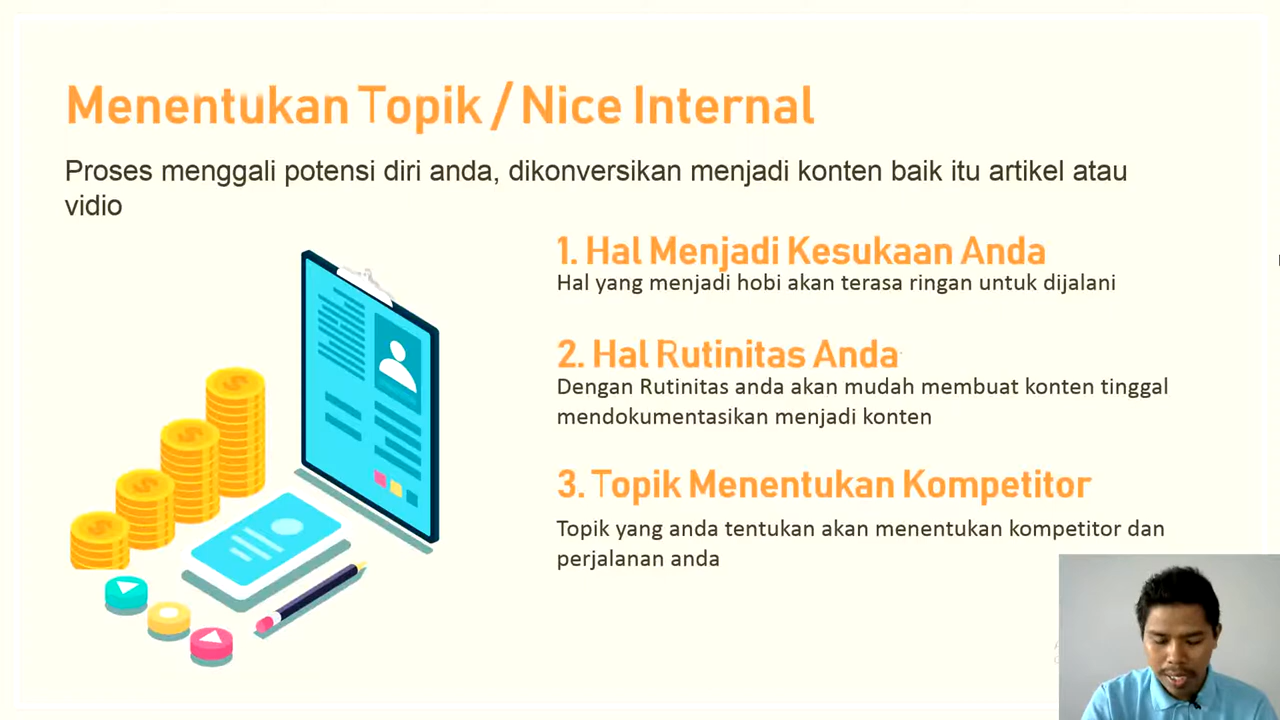 Menentukan Topik / Nice Internal
Proses menggali potensi diri anda, dikonversikan menjadi konten baik itu artikel atau
vidio
1. Hal Menjadi Kesukaan Anda
Hal yang menjadi hobi akan terasa ringan untuk dijalani
2. Hal Rutinitas Anda
Dengan Rutinitas anda akan mudah membuat konten tinggal
mendokumentasikan menjadi konten
3. Topik Menentukan Kompetitor
Topik yang anda tentukan akan menentukan kompetitor dan
perjalanan anda